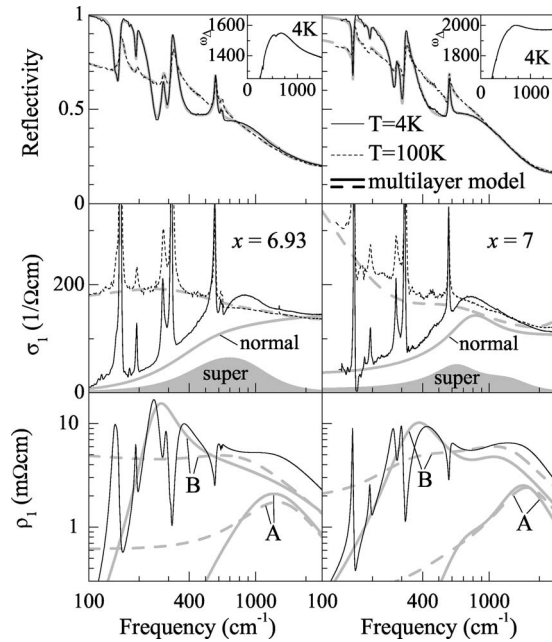 1600
ω_Δ
4K
1400
0
1000
2000
ω_Δ
1800
4K
0
1000
1
0.5
0
Reflectivity
T=4K
T=100K
multilayer model
200
0
σ₁ (1/Ωcm)
x = 6.93
normal
super
x = 7
normal
super
10
1
ρ₁ (mΩcm)
B
A
B
A
100
400
1000
100
400
1000
Frequency (cm⁻¹)
Frequency (cm⁻¹)